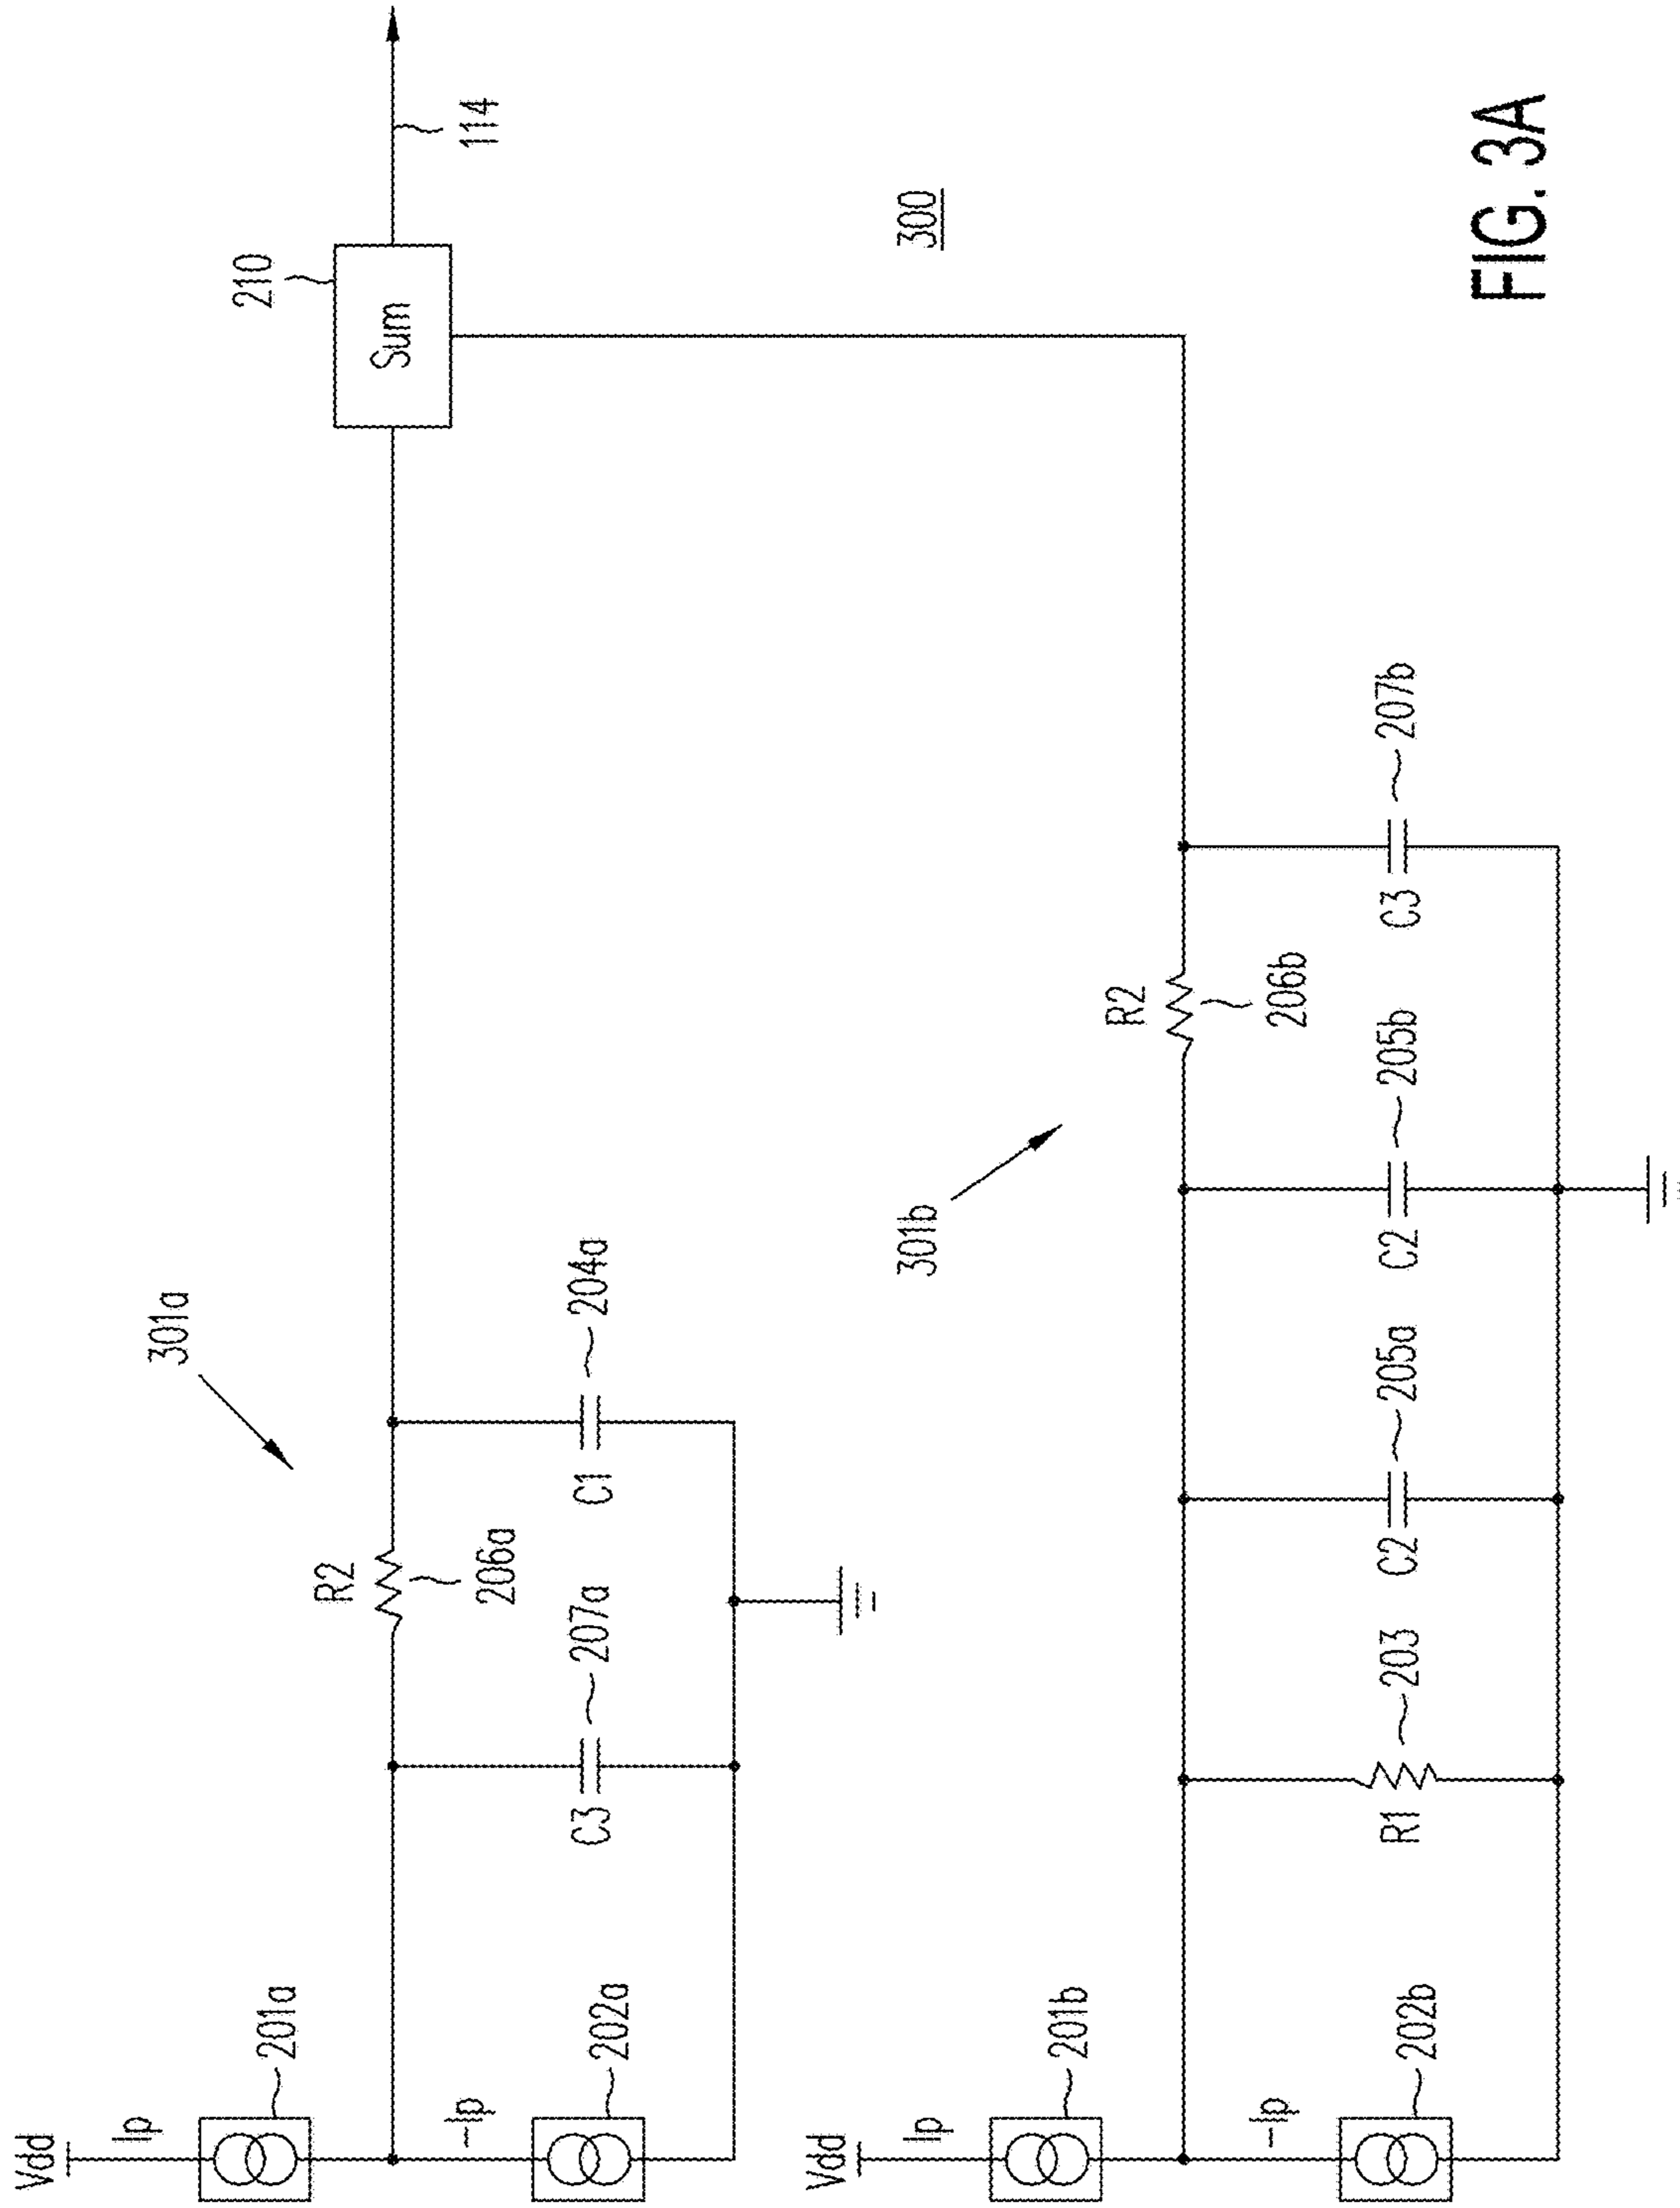 Vdd
Ip
201a
-Ip
202a
301a
R2
206a
C3
207a
C1
204a
210
Sum
114
300
Vdd
Ip
201b
-Ip
202b
301b
R1
203
C2
205a
C2
205b
R2
206b
C3
207b
FIG. 3A